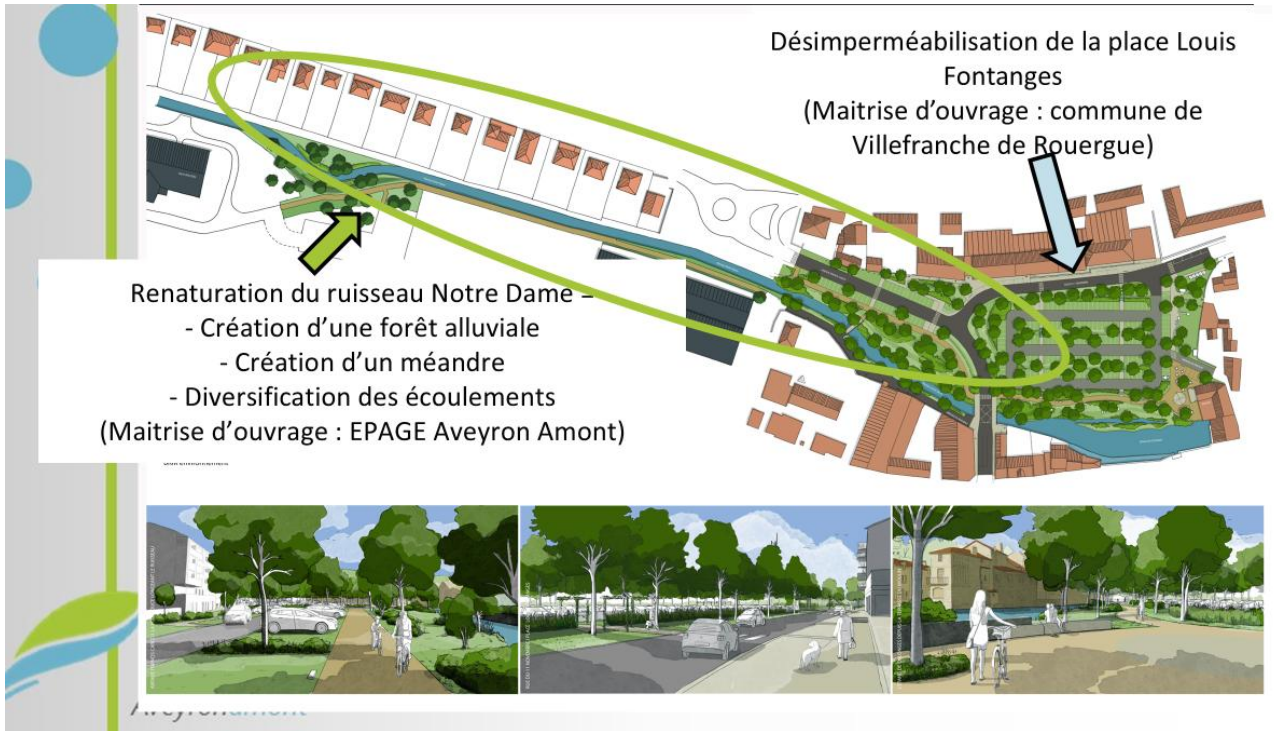 Désimperméabilisation de la place Louis
Fontanges
(Maitrise d'ouvrage : commune de
Villefranche de Rouergue)
Renaturation du ruisseau Notre Dame =
- Création d'une forêt alluviale
- Création d'un méandre
- Diversification des écoulements
(Maitrise d'ouvrage : EPAGE Aveyron Amont)
Aveyronamont